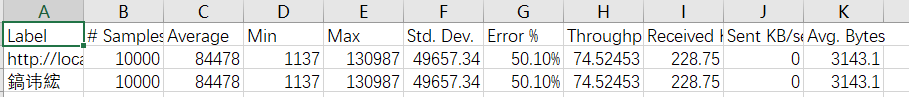 A B C D E F G H I J K
Label # Samples Average Min Max Std. Dev. Error % Throughp Received Sent KB/se Avg. Bytes
http://loca 10000 84478 1137 130987 49657.34 50.10% 74.52453 228.75 0 3143.1
鎬讳綋 10000 84478 1137 130987 49657.34 50.10% 74.52453 228.75 0 3143.1